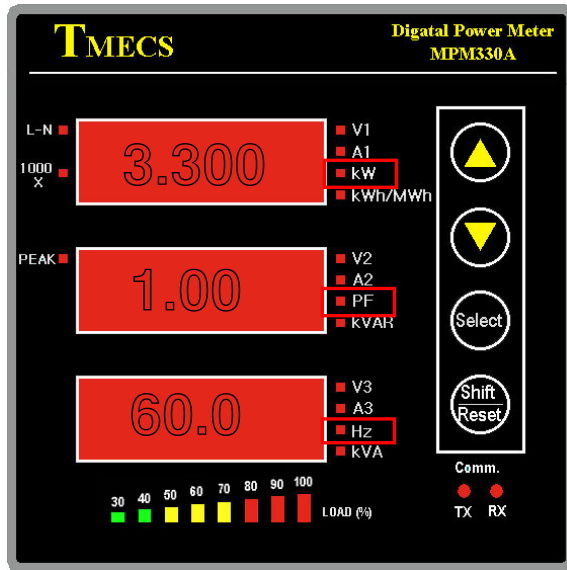 TMECS
Digatal Power Meter
MPM330A
L-N
1000
X
3.300
V1
A1
kW
kWh/MWh
PEAK
1.00
V2
A2
PF
kVAR
60.0
V3
A3
Hz
kVA
Select
Shift
Reset
30 40 50 60 70 80 90 100
LOAD (%)
Comm.
TX RX